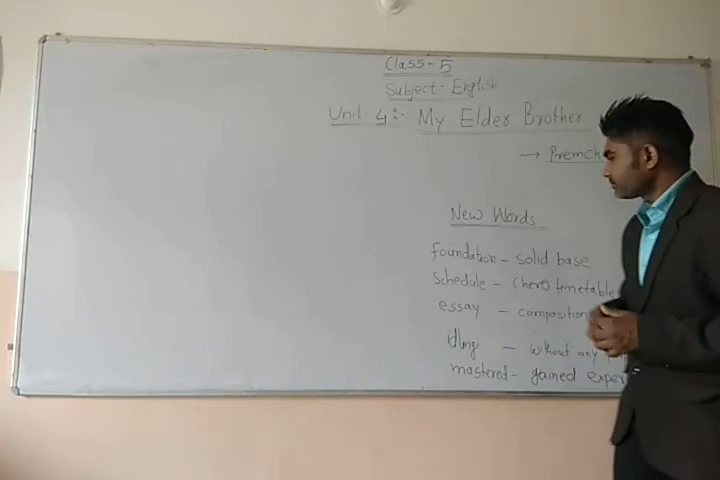 Class - 5
Subject - English
Unit - 4 :- My Elder Brother
→ Premch
New Words
foundation - solid base
Schedule - (here) timetable
essay - composition
idling - without any
mastered - gained exper